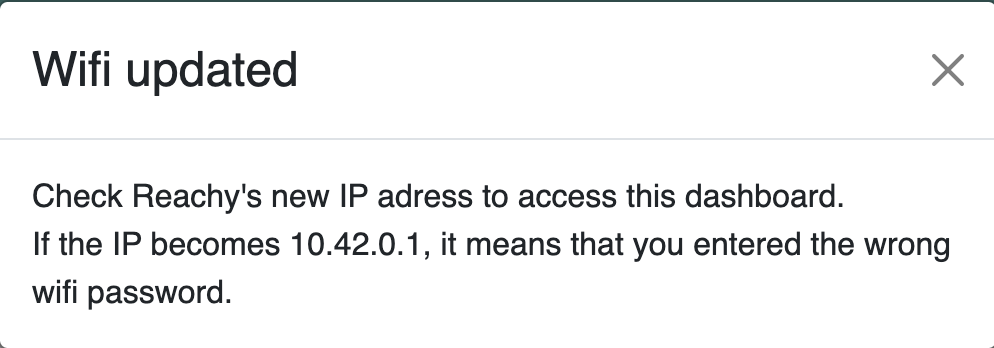 Wifi updated
Check Reachy's new IP adress to access this dashboard.
If the IP becomes 10.42.0.1, it means that you entered the wrong
wifi password.